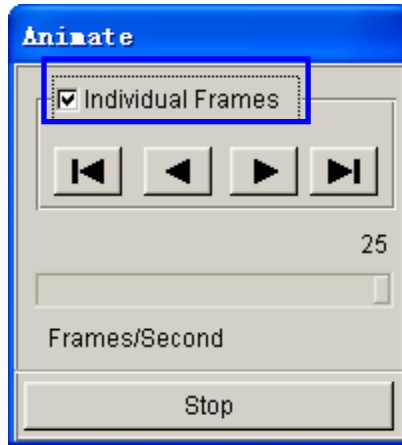 Animate
Individual Frames
25
Frames/Second
Stop